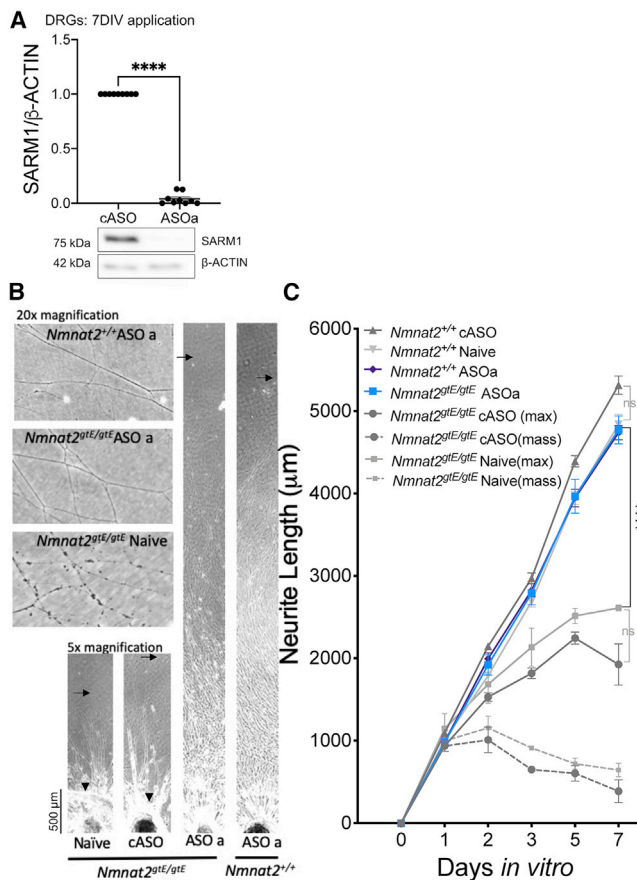 A
DRGs: 7DIV application
SARM1/β-ACTIN
1.5
****
1.0
0.5
0.0
cASO
ASOa
75 kDa
SARM1
42 kDa
β-ACTIN
B
20x magnification
Nmnat2+/+ASO a
Nmnat2gtE/gtE ASO a
Nmnat2gtE/gtE Naive
5x magnification
500 μm
Naïve
cASO
ASO a
ASO a
Nmnat2gtE/gtE
Nmnat2+/+
C
Neurite Length (μm)
6000
5000
4000
3000
2000
1000
0
Nmnat2+/+ cASO
Nmnat2+/+ Naive
Nmnat2+/+ ASOa
Nmnat2gtE/gtE ASOa
Nmnat2gtE/gtE cASO (max)
Nmnat2gtE/gtE cASO(mass)
Nmnat2gtE/gtE Naive(max)
Nmnat2gtE/gtE Naive(mass)
ns
ns
0
1
2
3
5
7
Days in vitro